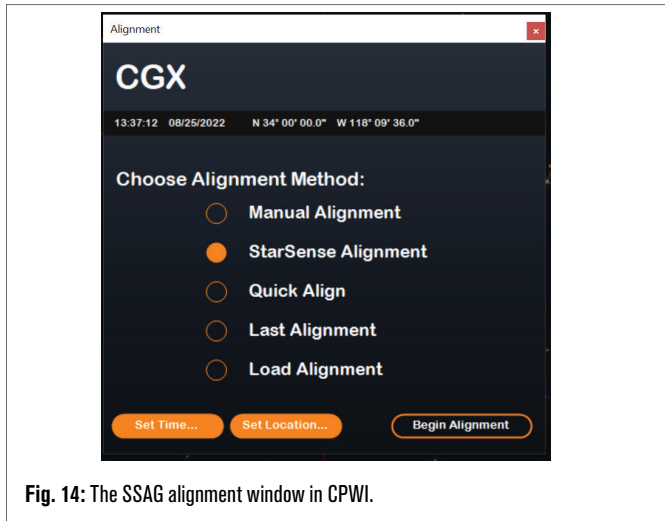 Alignment
×
CGX
13:37:12 08/25/2022 N 34° 00' 00.0" W 118° 09' 36.0"
Choose Alignment Method:
Manual Alignment
StarSense Alignment
Quick Align
Last Alignment
Load Alignment
Set Time... Set Location... Begin Alignment
Fig. 14: The SSAG alignment window in CPWI.